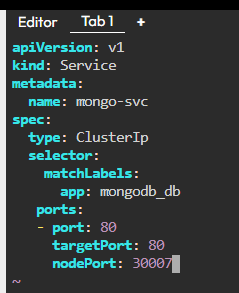 Editor Tab 1 +
apiVersion: v1
kind: Service
metadata:
  name: mongo-svc
spec:
  type: ClusterIp
  selector:
    matchLabels:
      app: mongodb_db
   ports:
   - port: 80
     targetPort: 80
     nodePort: 30007
~